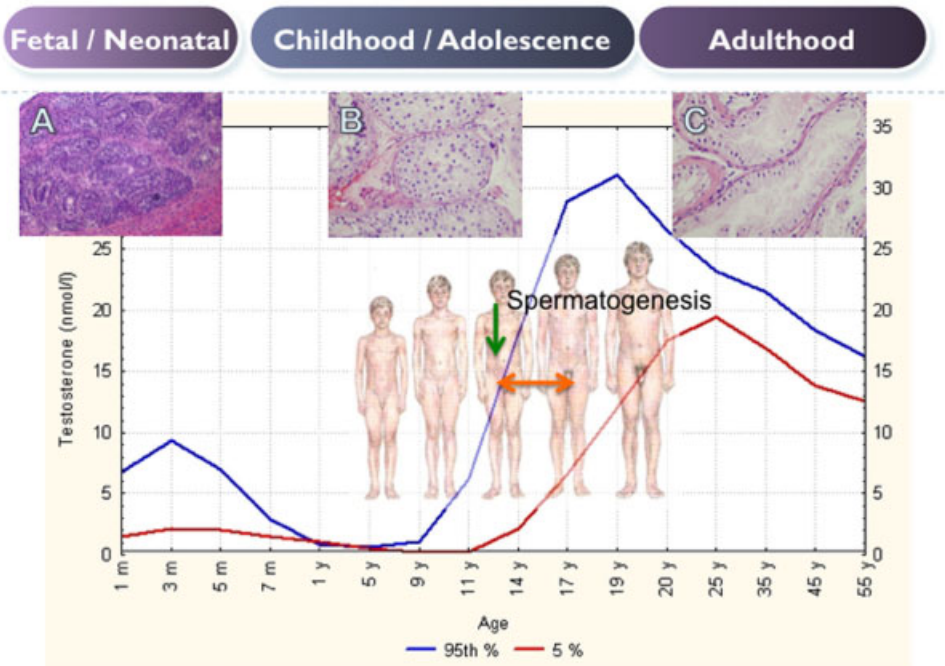 Fetal / Neonatal
Childhood / Adolescence
Adulthood
A
B
C
35
30
25
25
20
20
15
15
10
10
5
5
0
0
Spermatogenesis
Testosterone (nmol/l)
1 m
3 m
5 m
7 m
1 y
5 y
9 y
11 y
14 y
17 y
19 y
20 y
25 y
35 y
45 y
55 y
Age
95th %
5 %